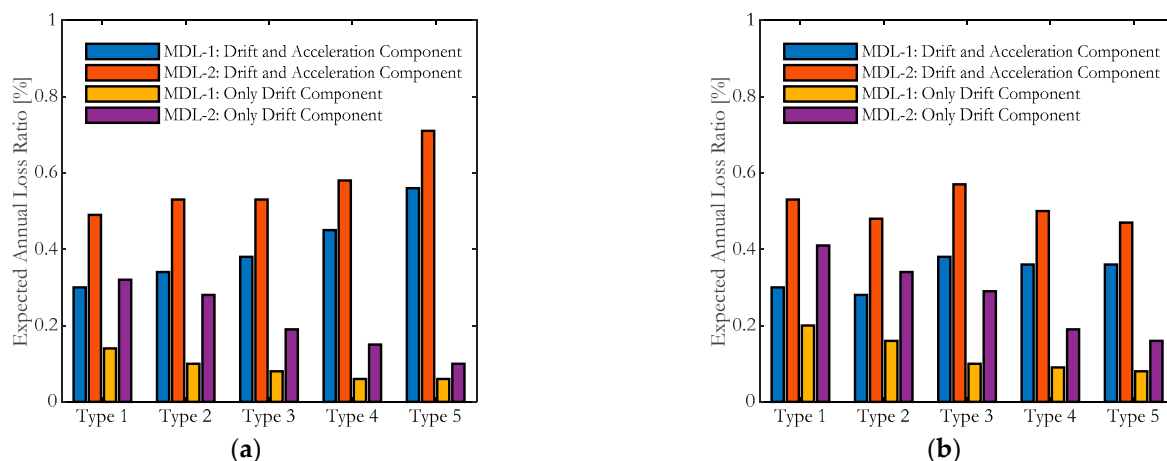 Expected Annual Loss Ratio [%]
1
0.8
0.6
0.4
0.2
0
MDL-1: Drift and Acceleration Component
MDL-2: Drift and Acceleration Component
MDL-1: Only Drift Component
MDL-2: Only Drift Component
Type 1 Type 2 Type 3 Type 4 Type 5
(a)
Expected Annual Loss Ratio [%]
1
0.8
0.6
0.4
0.2
0
MDL-1: Drift and Acceleration Component
MDL-2: Drift and Acceleration Component
MDL-1: Only Drift Component
MDL-2: Only Drift Component
Type 1 Type 2 Type 3 Type 4 Type 5
(b)